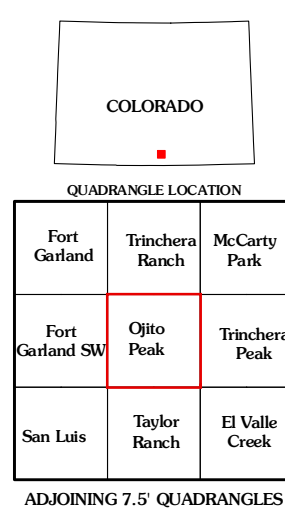 COLORADO
QUADRANGLE LOCATION
Fort Garland
Trinchera Ranch
McCarty Park
Fort Garland SW
Ojito Peak
Trinchera Peak
San Luis
Taylor Ranch
El Valle Creek
ADJOINING 7.5' QUADRANGLES